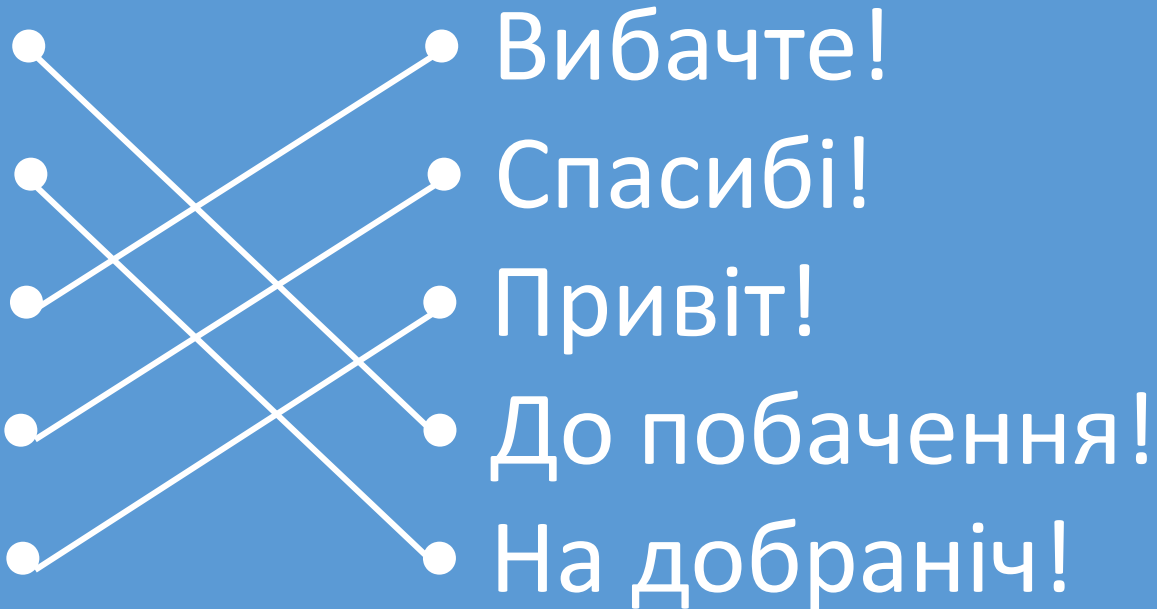 Вибачте!
Спасибі!
Привіт!
До побачення!
На добраніч!